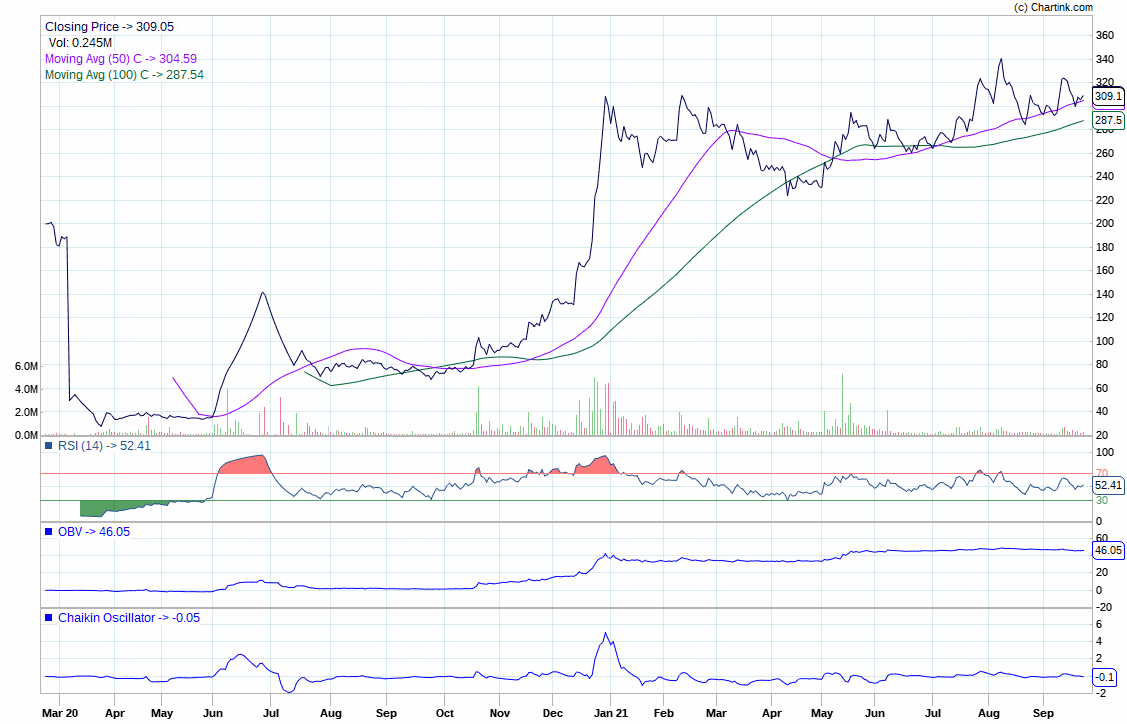 (c) Chartink.com
Closing Price -> 309.05
Vol: 0.245M
Moving Avg (50) C -> 304.59
Moving Avg (100) C -> 287.54
360
340
320
309.1
287.5
280
260
240
220
200
180
160
140
120
100
80
60
40
20
6.0M
4.0M
2.0M
0.0M
RSI (14) -> 52.41
100
70
52.41
30
0
OBV -> 46.05
60
46.05
20
0
-20
Chaikin Oscillator -> -0.05
6
4
2
-0.1
-2
Mar 20 Apr May Jun Jul Aug Sep Oct Nov Dec Jan 21 Feb Mar Apr May Jun Jul Aug Sep